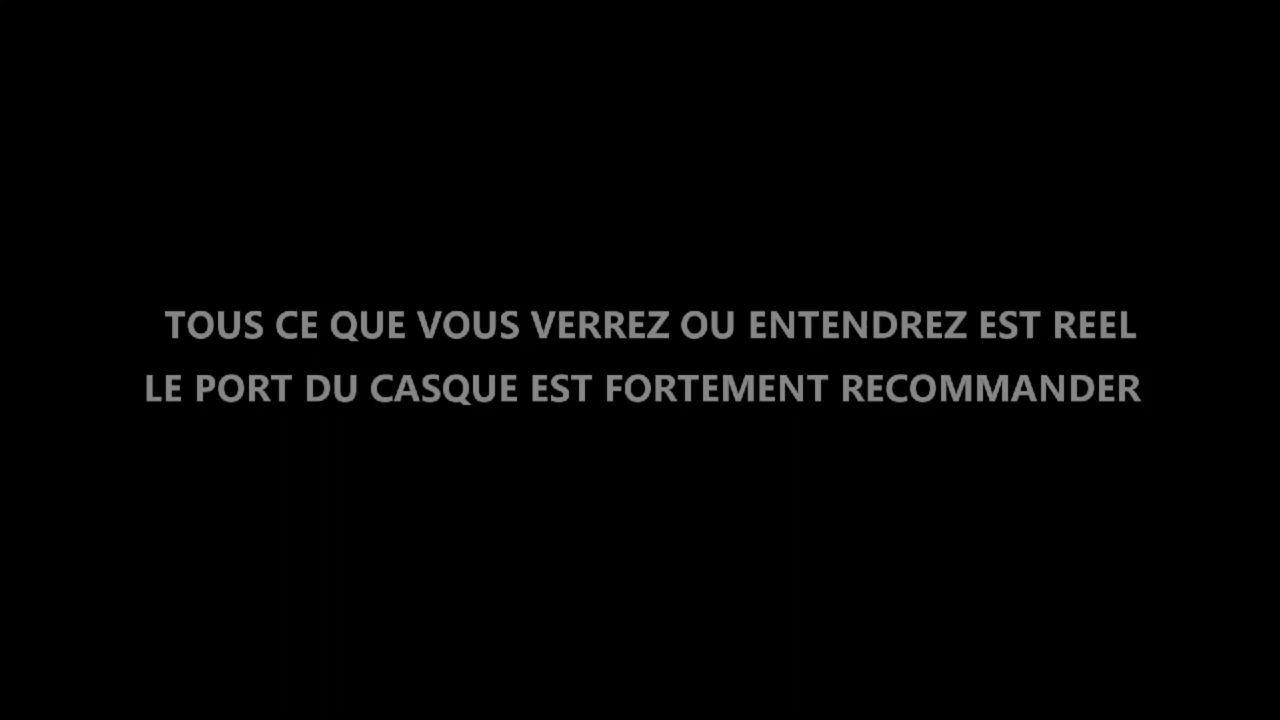 TOUS CE QUE VOUS VERREZ OU ENTENDREZ EST REEL
LE PORT DU CASQUE EST FORTEMENT RECOMMANDER